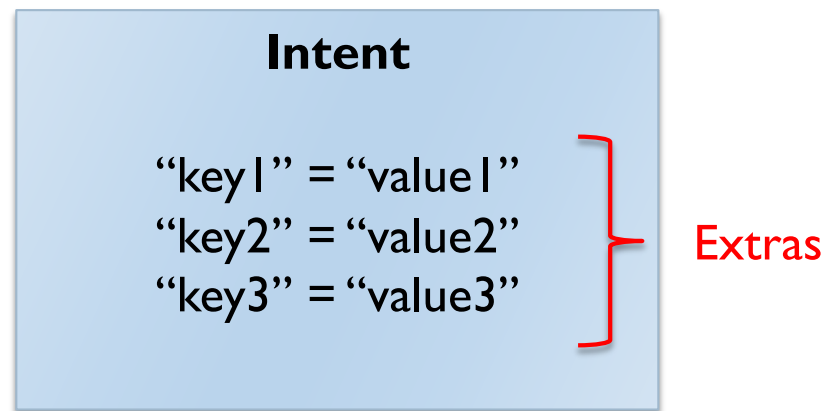 Intent
“key1” = “value1”
“key2” = “value2”
“key3” = “value3”
Extras